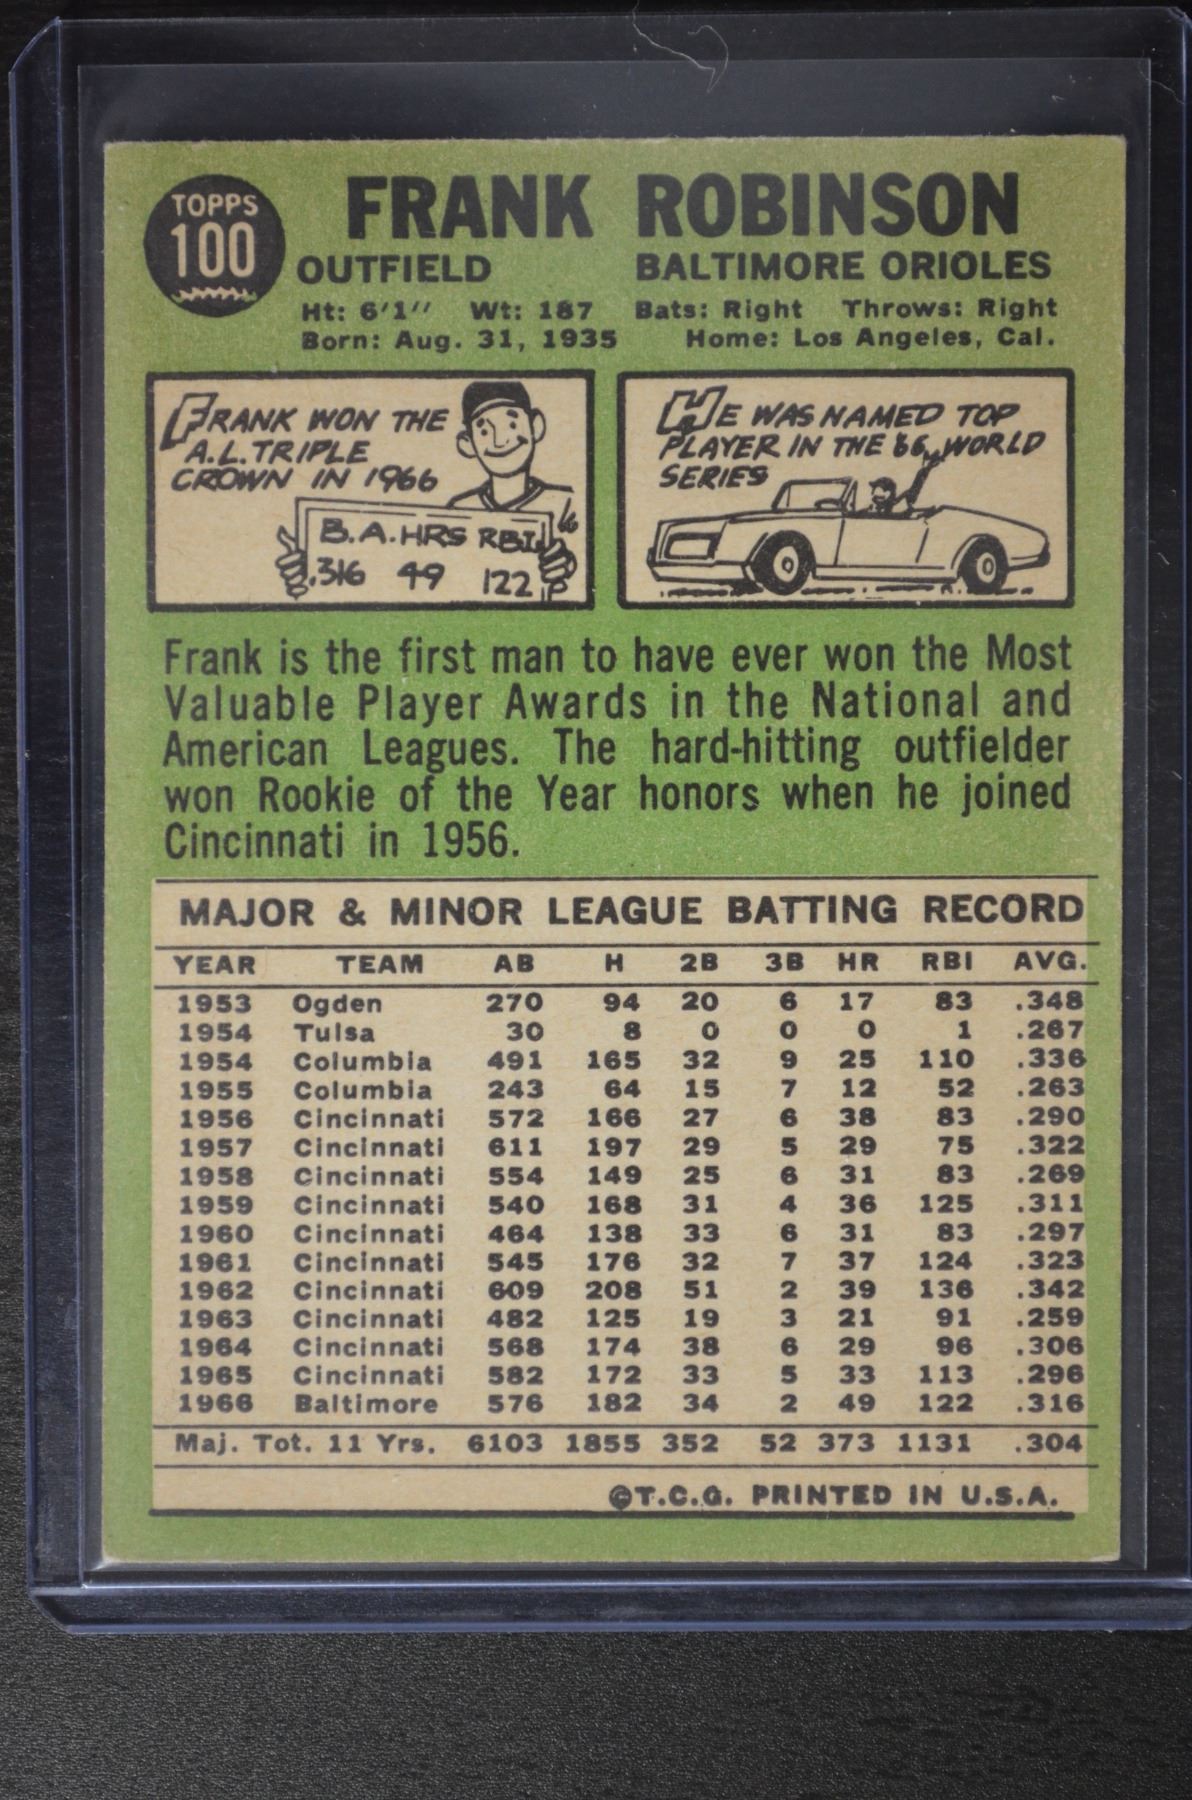 TOPPS
100
FRANK ROBINSON
OUTFIELD BALTIMORE ORIOLES
Ht: 6'1" Wt: 187 Bats: Right Throws: Right
Born: Aug. 31, 1935 Home: Los Angeles, Cal.
FRANK WON THE
A.L. TRIPLE
CROWN IN 1966
B.A. HRS RBI
.316 49 122
HE WAS NAMED TOP
PLAYER IN THE '66 WORLD
SERIES
Frank is the first man to have ever won the Most
Valuable Player Awards in the National and
American Leagues. The hard-hitting outfielder
won Rookie of the Year honors when he joined
Cincinnati in 1956.
MAJOR & MINOR LEAGUE BATTING RECORD
YEAR TEAM AB H 2B 3B HR RBI AVG.
1953 Ogden 270 94 20 6 17 83 .348
1954 Tulsa 30 8 0 0 0 1 .267
1954 Columbia 491 165 32 9 25 110 .336
1955 Columbia 243 64 15 7 12 52 .263
1956 Cincinnati 572 166 27 6 38 83 .290
1957 Cincinnati 611 197 29 5 29 75 .322
1958 Cincinnati 554 149 25 6 31 83 .269
1959 Cincinnati 540 168 31 4 36 125 .311
1960 Cincinnati 464 138 33 6 31 83 .297
1961 Cincinnati 545 176 32 7 37 124 .323
1962 Cincinnati 609 208 51 2 39 136 .342
1963 Cincinnati 482 125 19 3 21 91 .259
1964 Cincinnati 568 174 38 6 29 96 .306
1965 Cincinnati 582 172 33 5 33 113 .296
1966 Baltimore 576 182 34 2 49 122 .316
Maj. Tot. 11 Yrs. 6103 1855 352 52 373 1131 .304
©T.C.G. PRINTED IN U.S.A.